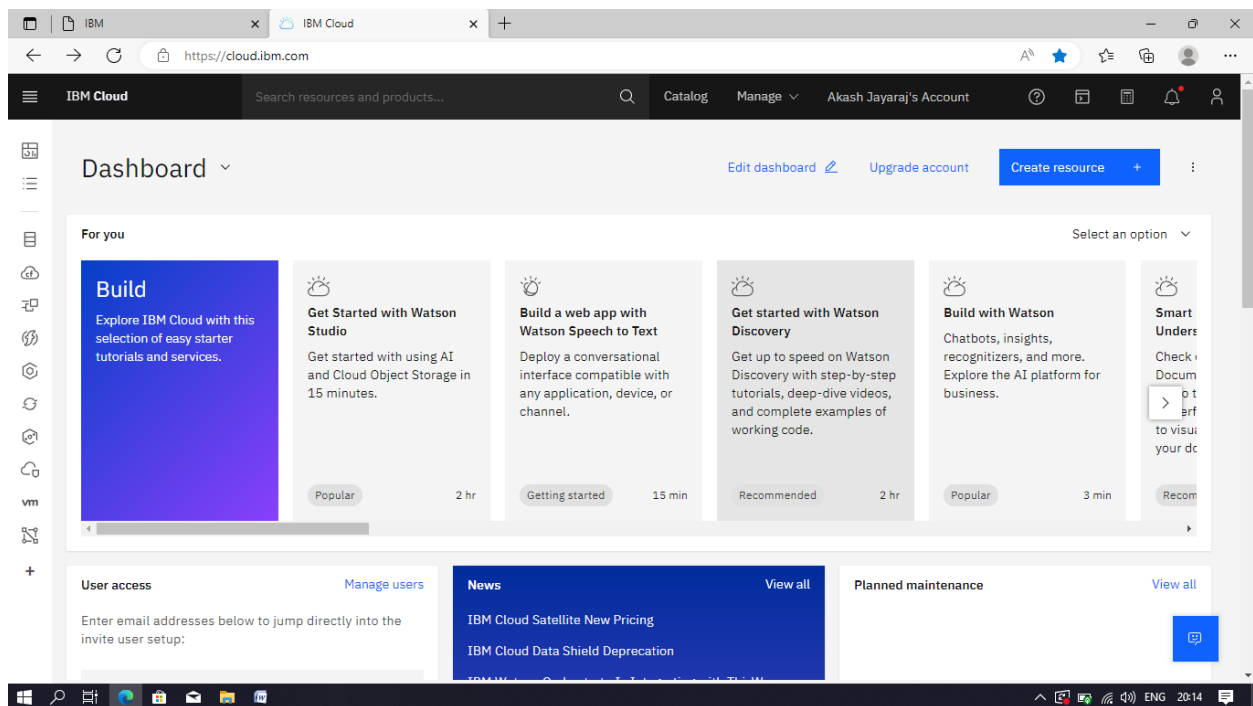 IBM
IBM Cloud
https://cloud.ibm.com
IBM Cloud
Search resources and products...
Catalog
Manage
Akash Jayaraj's Account
Dashboard
Edit dashboard
Upgrade account
Create resource +
For you
Select an option
Build
Explore IBM Cloud with this
selection of easy starter
tutorials and services.
Get Started with Watson
Studio
Get started with using AI
and Cloud Object Storage in
15 minutes.
Popular
2 hr
Build a web app with
Watson Speech to Text
Deploy a conversational
interface compatible with
any application, device, or
channel.
Getting started
15 min
Get started with Watson
Discovery
Get up to speed on Watson
Discovery with step-by-step
tutorials, deep-dive videos,
and complete examples of
working code.
Recommended
2 hr
Build with Watson
Chatbots, insights,
recognizers, and more.
Explore the AI platform for
business.
Popular
3 min
Smart
Unders
Check
Docum
to visua
your do
Recom
vm
User access
Manage users
Enter email addresses below to jump directly into the
invite user setup:
News
View all
IBM Cloud Satellite New Pricing
IBM Cloud Data Shield Deprecation
Planned maintenance
View all
ENG
20:14